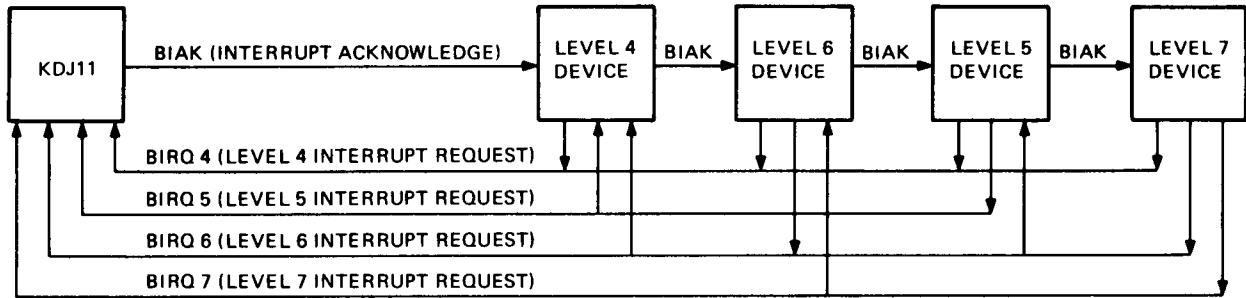 KDJ11
BIAK (INTERRUPT ACKNOWLEDGE)
LEVEL 4
DEVICE
BIAK
LEVEL 6
DEVICE
BIAK
LEVEL 5
DEVICE
BIAK
LEVEL 7
DEVICE
BIRQ 4 (LEVEL 4 INTERRUPT REQUEST)
BIRQ 5 (LEVEL 5 INTERRUPT REQUEST)
BIRQ 6 (LEVEL 6 INTERRUPT REQUEST)
BIRQ 7 (LEVEL 7 INTERRUPT REQUEST)